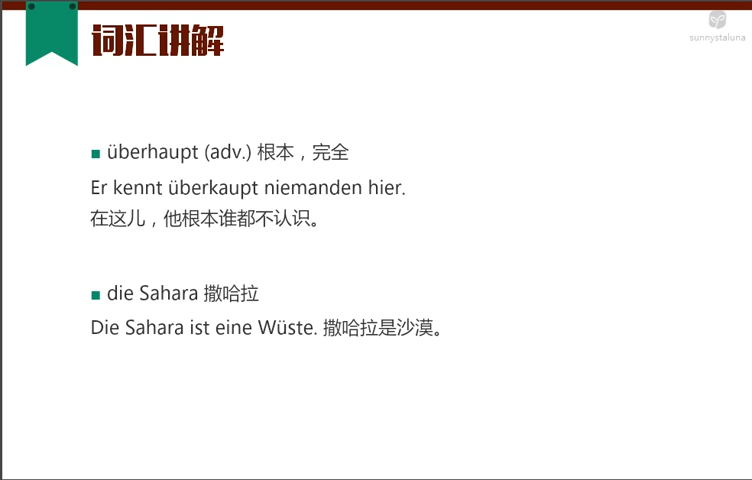 词汇讲解
sunnystaluna
■ überhaupt (adv.) 根本，完全
Er kennt überkaupt niemanden hier.
在这儿，他根本谁都不认识。
■ die Sahara 撒哈拉
Die Sahara ist eine Wüste. 撒哈拉是沙漠。